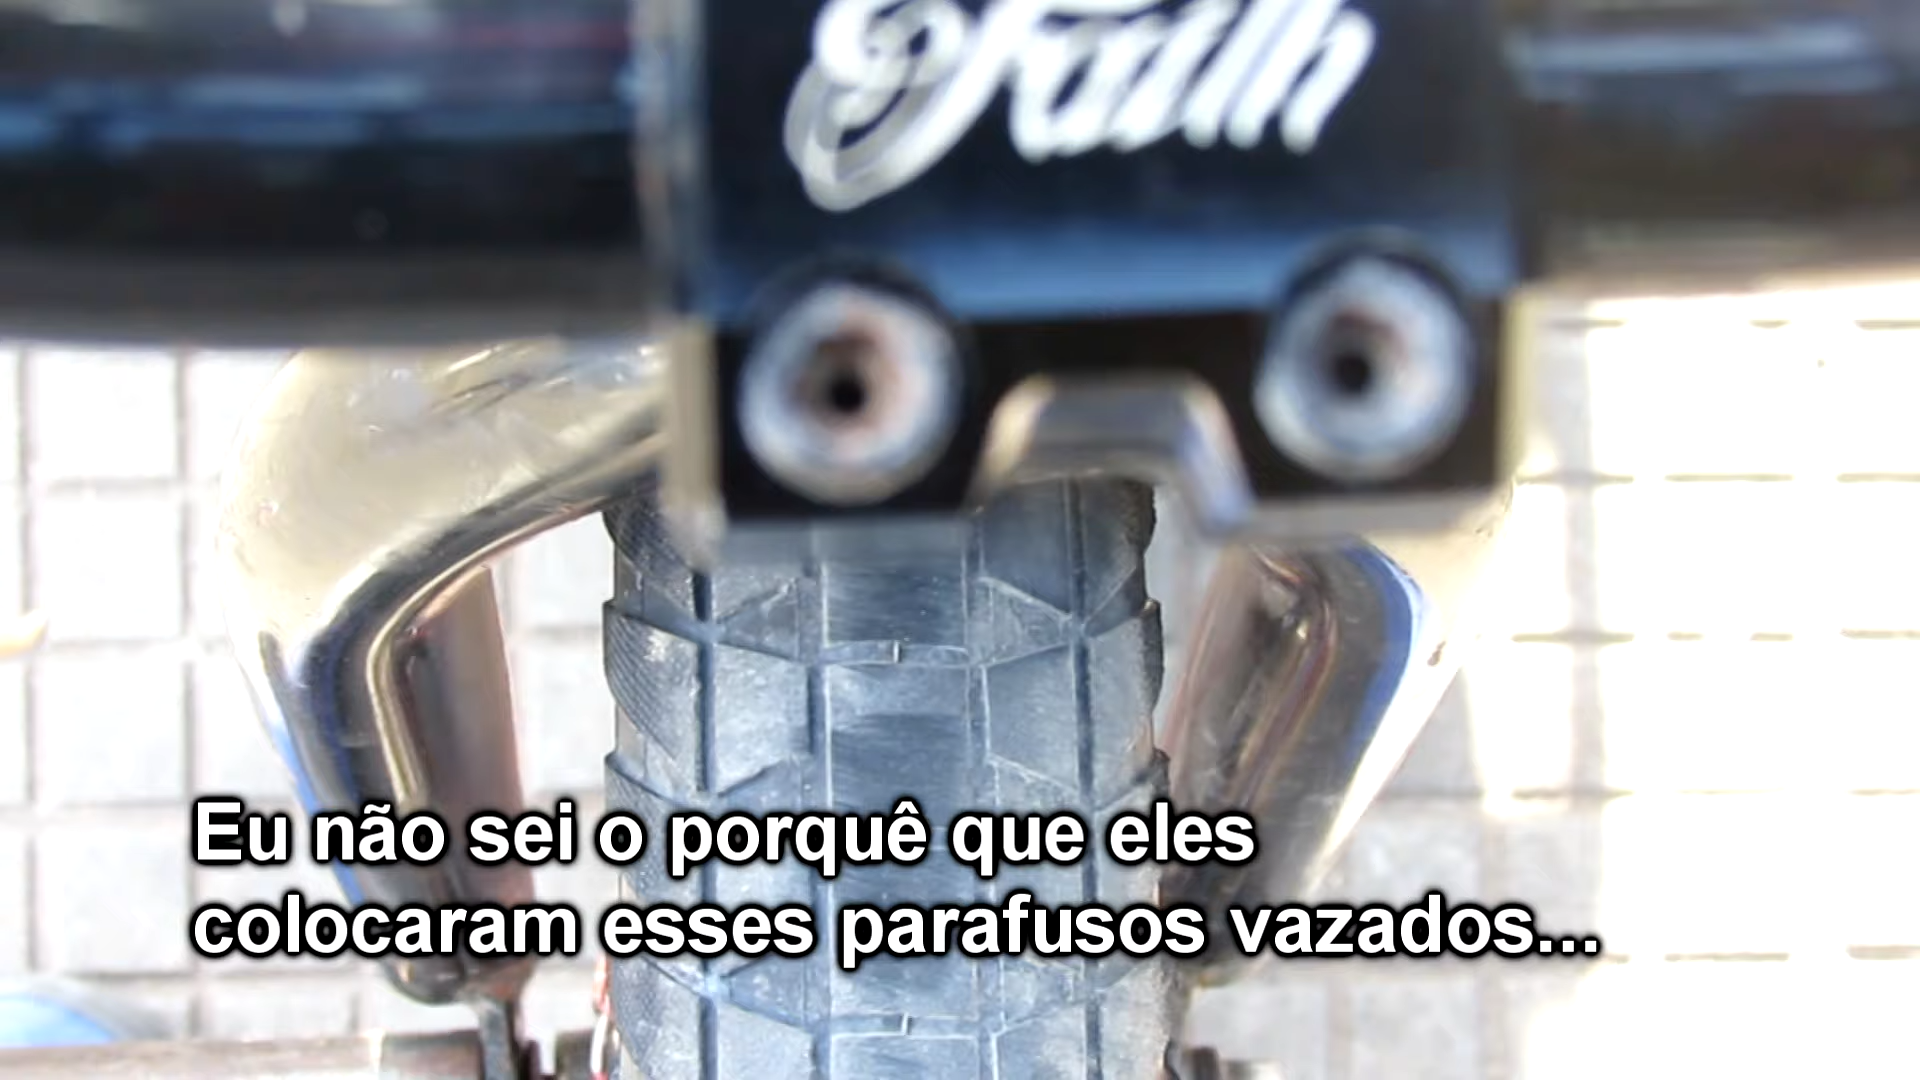 Faith
Eu não sei o porquê que eles
colocaram esses parafusos vazados...